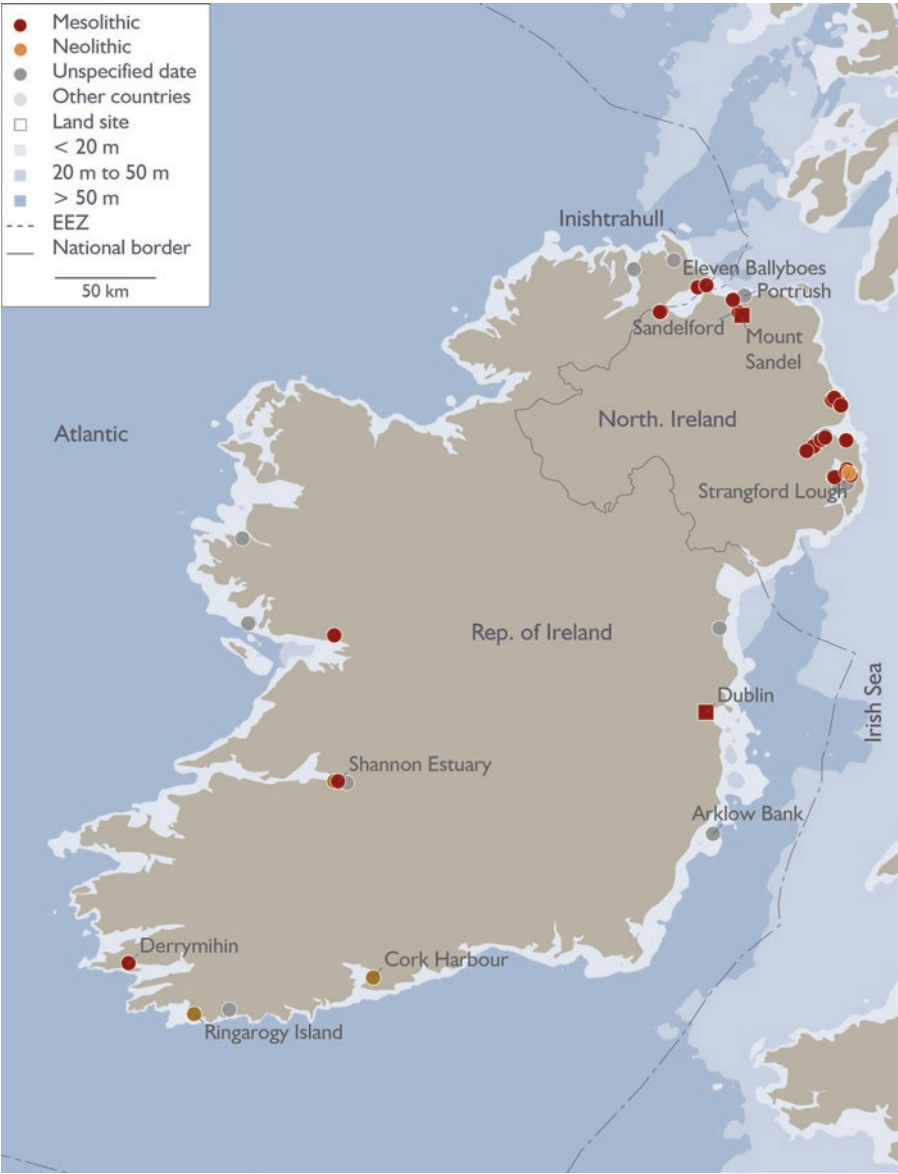 Mesolithic
Neolithic
Unspecified date
Other countries
Land site
< 20 m
20 m to 50 m
> 50 m
EEZ
National border
50 km
Inishtrahull
Eleven Ballyboes
Portrush
Sandelford
Mount
Sandel
North. Ireland
Atlantic
Strangford Lough
Rep. of Ireland
Irish Sea
Dublin
Shannon Estuary
Arklow Bank
Derrymihin
Cork Harbour
Ringarogy Island